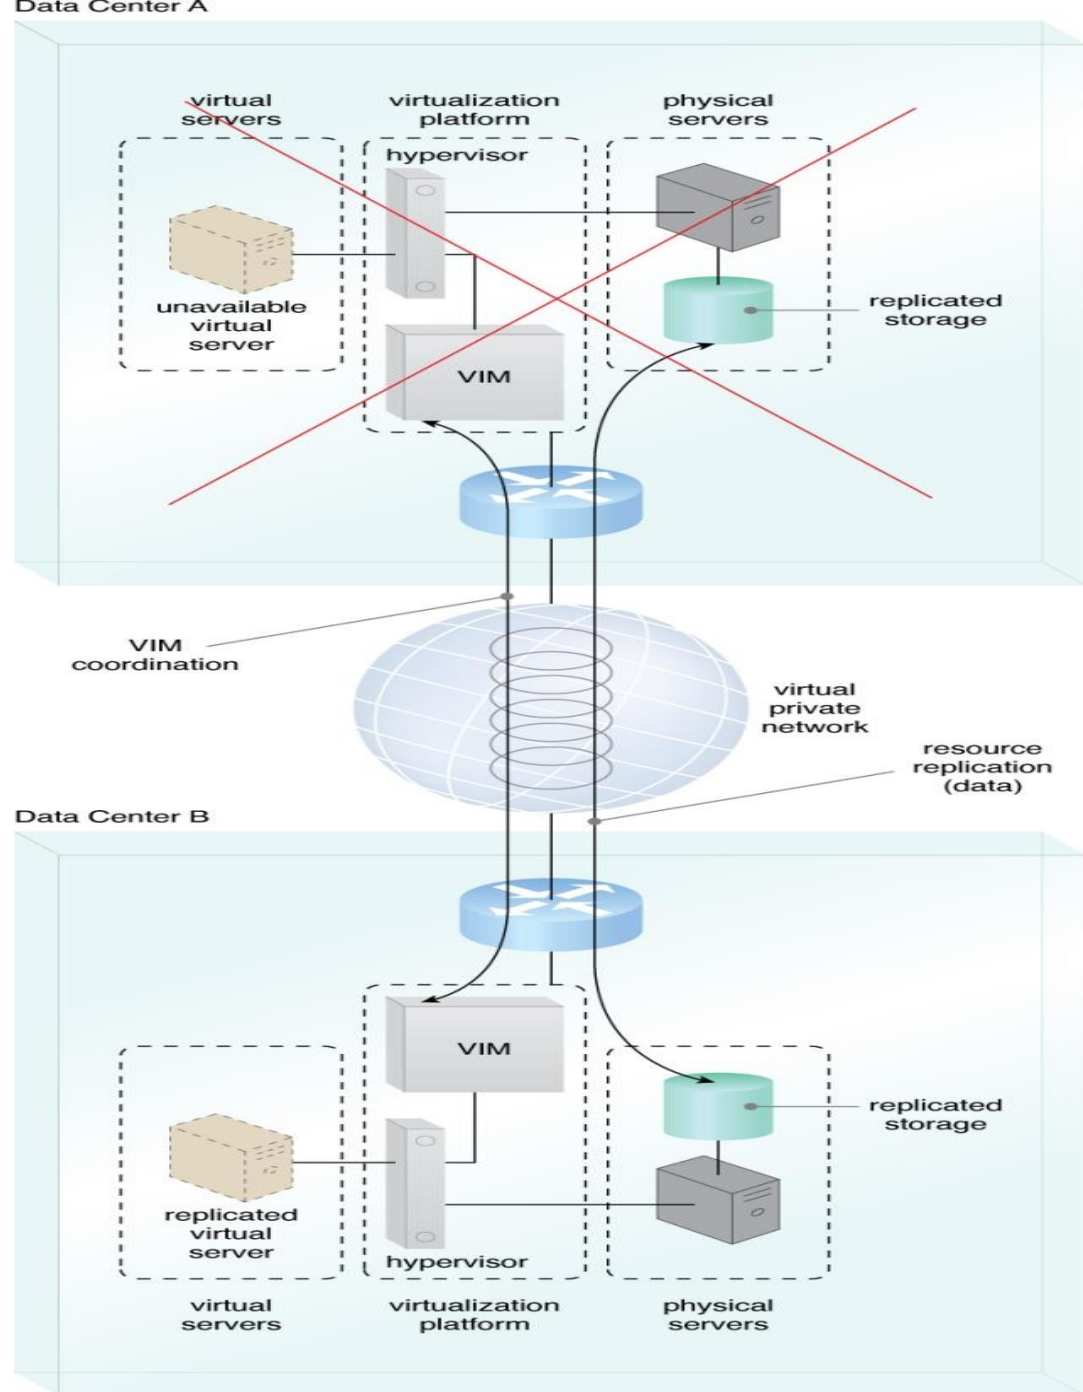 Data Center A
virtual
servers
virtualization
platform
physical
servers
hypervisor
unavailable
virtual
server
VIM
replicated
storage
VIM
coordination
virtual
private
network
resource
replication
(data)
Data Center B
VIM
replicated
storage
replicated
virtual
server
hypervisor
virtual
servers
virtualization
platform
physical
servers